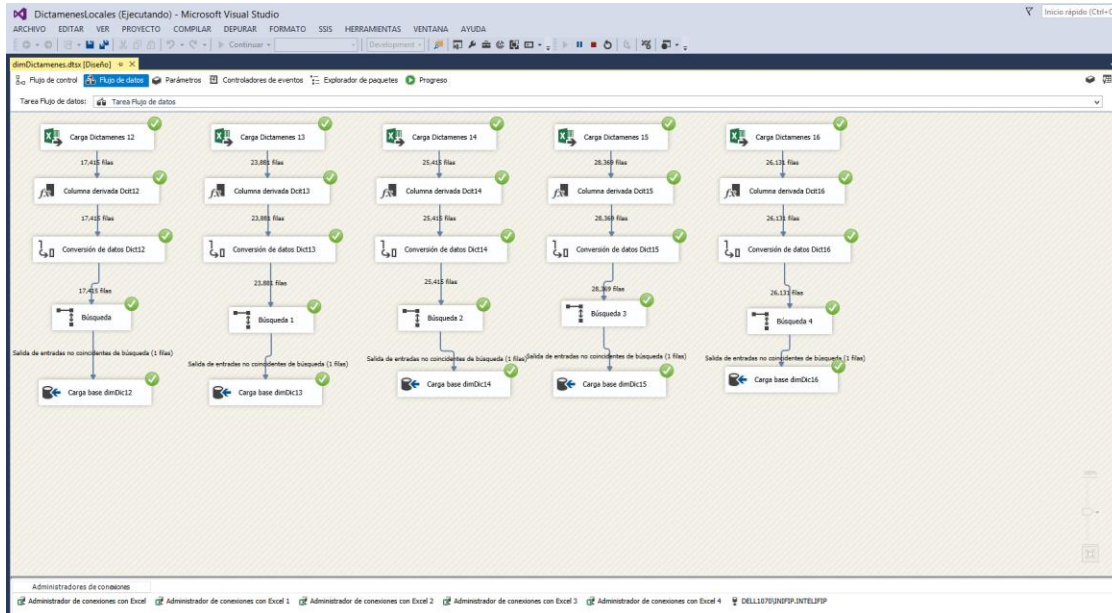 DictamenesLocales (Ejecutando) - Microsoft Visual Studio
Inicio rápido (Ctrl+Q
ARCHIVO EDITAR VER PROYECTO COMPILAR DEPURAR FORMATO SSIS HERRAMIENTAS VENTANA AYUDA
Continuar
Development
dimDictamenes.dtsx [Diseño]
Flujo de control Flujo de datos Parámetros Controladores de eventos Explorador de paquetes Progreso
Tarea Flujo de datos: Tarea Flujo de datos
Carga Dictamenes 12 Carga Dictamenes 13 Carga Dictamenes 14 Carga Dictamenes 15 Carga Dictamenes 16
17,415 filas 23,881 filas 25,415 filas 28,369 filas 26,131 filas
Columna derivada Dcit12 Columna derivada Dcit13 Columna derivada Dcit14 Columna derivada Dcit15 Columna derivada Dcit16
17,415 filas 23,881 filas 25,415 filas 28,369 filas 26,131 filas
Conversión de datos Dict12 Conversión de datos Dict13 Conversión de datos Dict14 Conversión de datos Dict15 Conversión de datos Dict16
17,415 filas 23,881 filas 25,415 filas 28,369 filas 26,131 filas
Búsqueda Búsqueda 1 Búsqueda 2 Búsqueda 3 Búsqueda 4
Salida de entradas no coincidentes de búsqueda (1 filas) Salida de entradas no coincidentes de búsqueda (1 filas) Salida de entradas no coincidentes de búsqueda (1 filas) Salida de entradas no coincidentes de búsqueda (1 filas) Salida de entradas no coincidentes de búsqueda (1 filas)
Carga base dimDic12 Carga base dimDic13 Carga base dimDic14 Carga base dimDic15 Carga base dimDic16
100%
Administradores de conexiones
Administrador de conexiones con Excel Administrador de conexiones con Excel 1 Administrador de conexiones con Excel 2 Administrador de conexiones con Excel 3 Administrador de conexiones con Excel 4 DELL1070\INIFIP.INTELIFIP